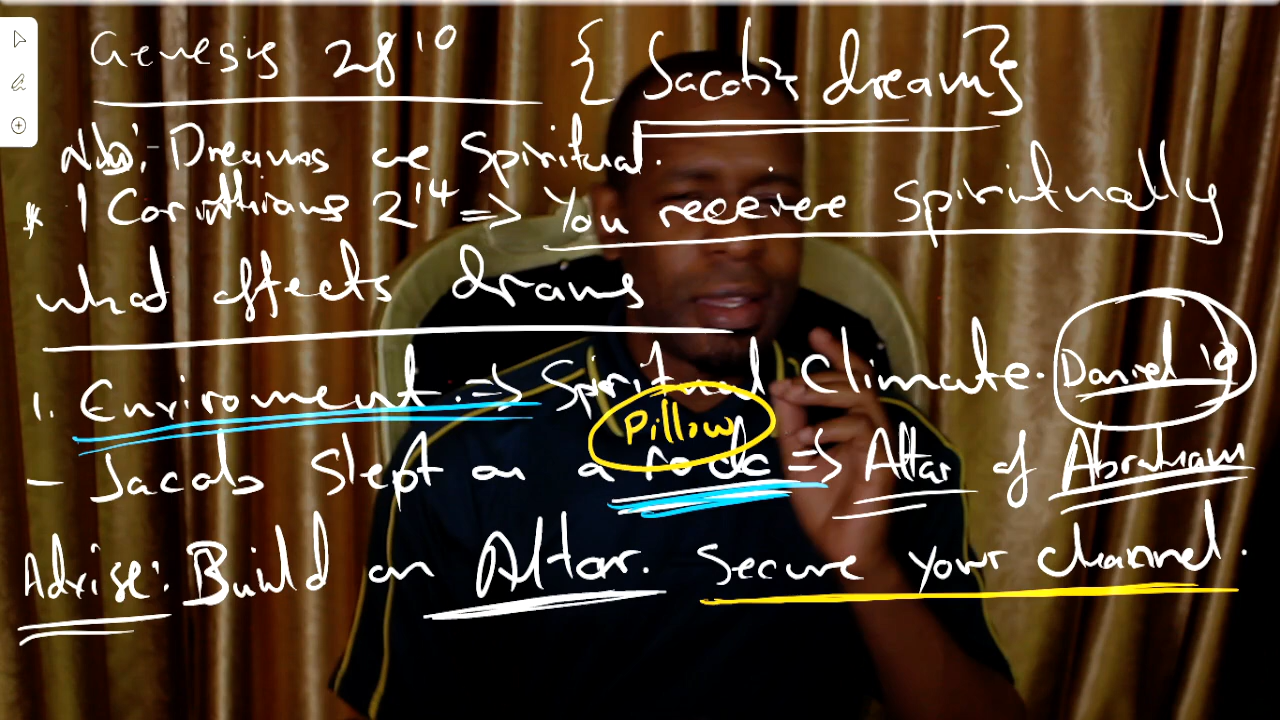 Genesis 28¹⁰ { Jacob's dream }
Nb:- Dreams are Spiritual.
* 1 Corinthians 2¹⁴ => You receive spiritually
what affects drams
1. Enviroment. => Spiritual Climate. Daniel 10
Pillow
- Jacob slept on a rock => Altar of Abraham
Advise: Build an Altar. Secure your channel.